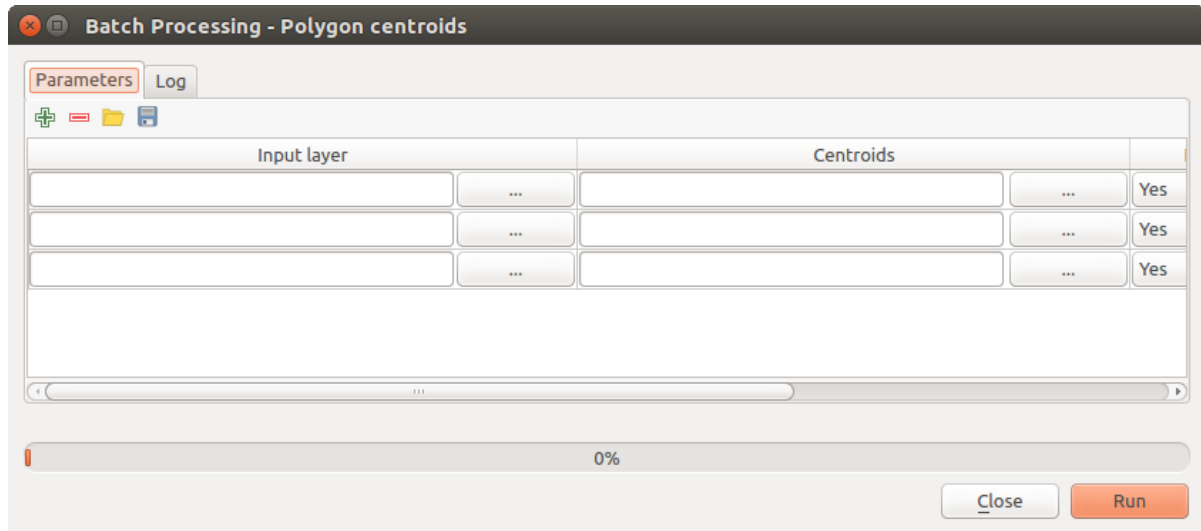 Batch Processing - Polygon centroids
Parameters Log
Input layer Centroids
... ... Yes
... ... Yes
... ... Yes
0%
Close Run